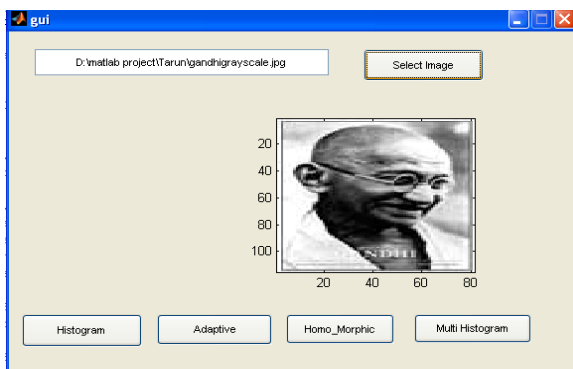 gui
D:\matlab project\Tarun\gandhigrayscale.jpg
Select Image
20
40
60
80
100
GANDHI
20 40 60 80
Histogram Adaptive Homo_Morphic Multi Histogram